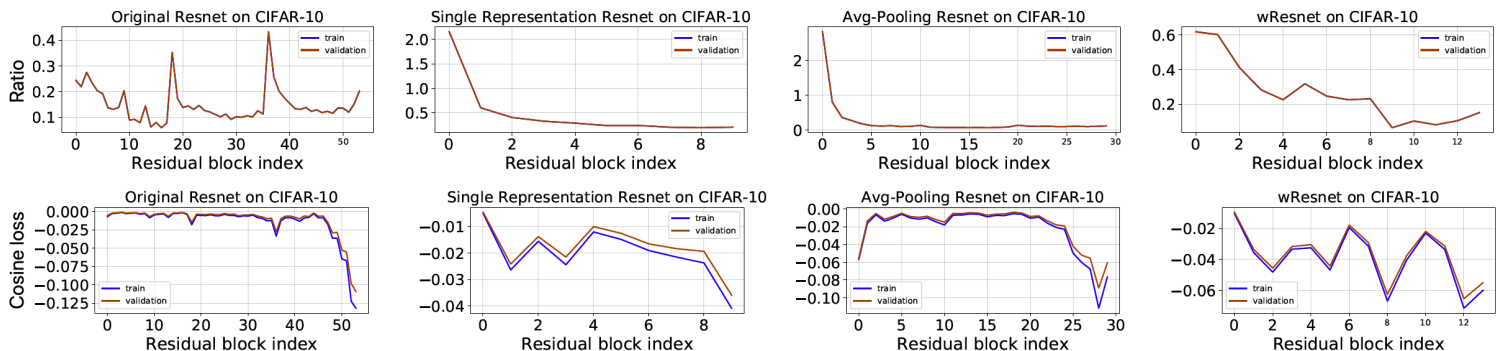 Original Resnet on CIFAR-10
Ratio
0.4
0.3
0.2
0.1
train
validation
0 10 20 30 40 50
Residual block index
Single Representation Resnet on CIFAR-10
2.0
1.5
1.0
0.5
train
validation
0 2 4 6 8
Residual block index
Avg-Pooling Resnet on CIFAR-10
2
1
0
train
validation
0 5 10 15 20 25 30
Residual block index
wResnet on CIFAR-10
0.6
0.4
0.2
train
validation
0 2 4 6 8 10 12
Residual block index
Original Resnet on CIFAR-10
Cosine loss
0.000
−0.025
−0.050
−0.075
−0.100
−0.125
train
validation
0 10 20 30 40 50
Residual block index
Single Representation Resnet on CIFAR-10
−0.01
−0.02
−0.03
−0.04
train
validation
0 2 4 6 8
Residual block index
Avg-Pooling Resnet on CIFAR-10
0.00
−0.02
−0.04
−0.06
−0.08
−0.10
train
validation
0 5 10 15 20 25 30
Residual block index
wResnet on CIFAR-10
−0.02
−0.04
−0.06
train
validation
0 2 4 6 8 10 12
Residual block index